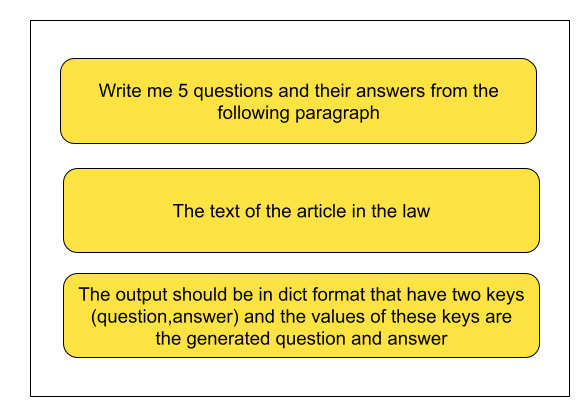 Write me 5 questions and their answers from the
following paragraph
The text of the article in the law
The output should be in dict format that have two keys
(question,answer) and the values of these keys are
the generated question and answer